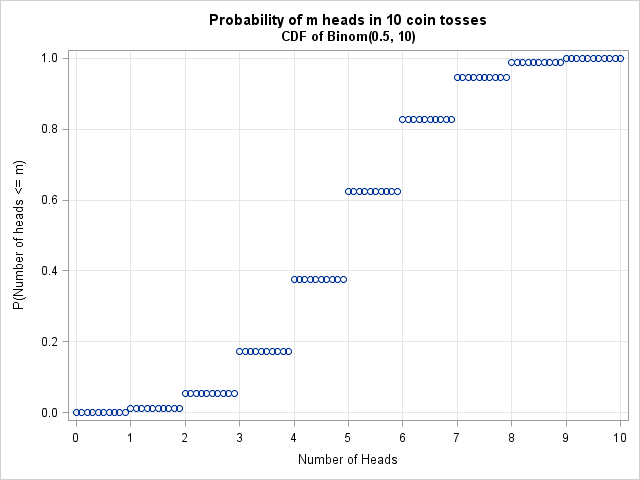 Probability of m heads in 10 coin tosses
CDF of Binom(0.5, 10)
1.0
0.8
0.6
0.4
0.2
0.0
P(Number of heads <= m)
0 1 2 3 4 5 6 7 8 9 10
Number of Heads